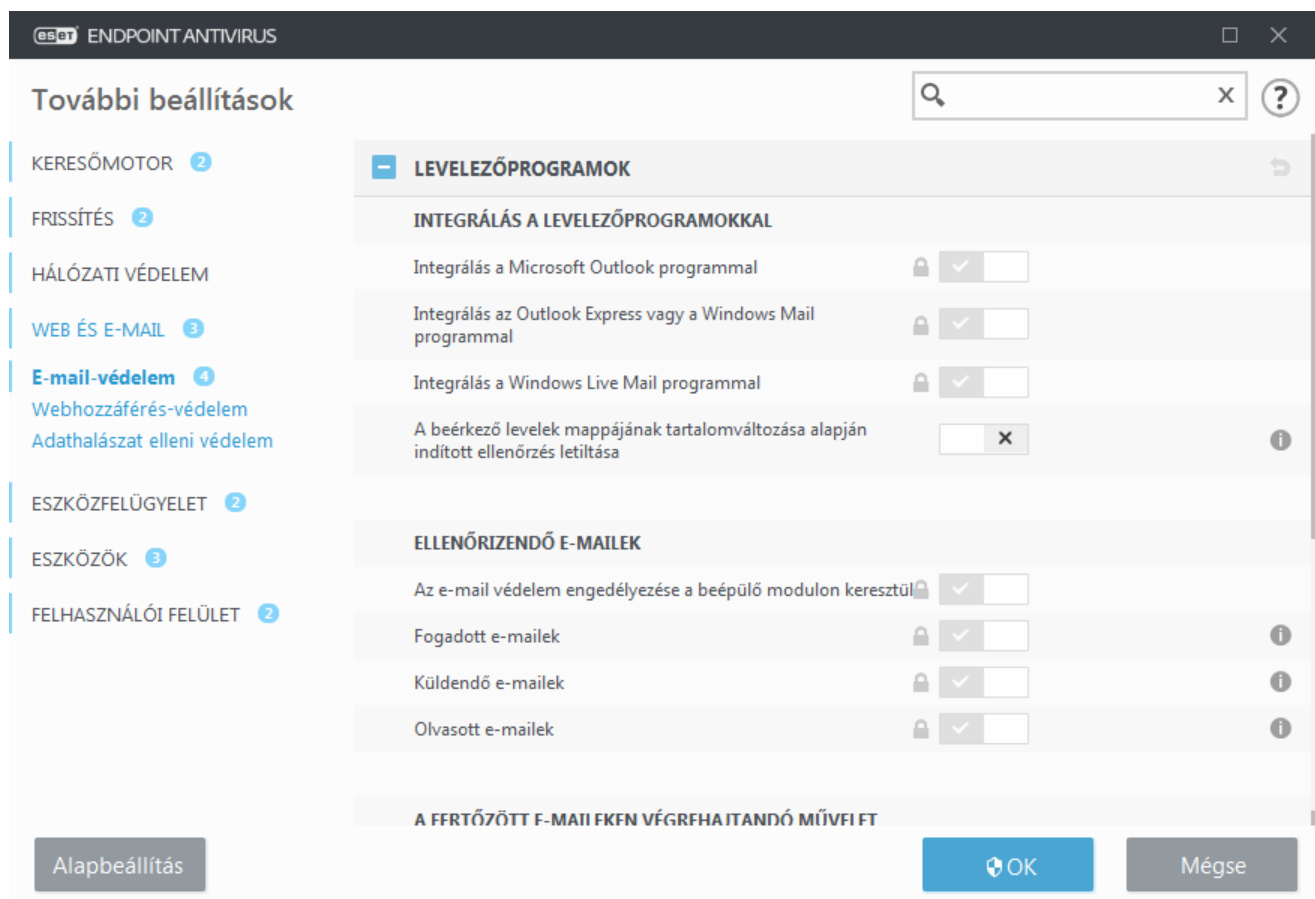 eset ENDPOINT ANTIVIRUS
További beállítások
KERESŐMOTOR 2
FRISSÍTÉS 2
HÁLÓZATI VÉDELEM
WEB ÉS E-MAIL 3
E-mail-védelem 4
Webhozzáférés-védelem
Adathalászat elleni védelem
ESZKÖZFELÜGYELET 2
ESZKÖZÖK 3
FELHASZNÁLÓI FELÜLET 2
LEVELEZŐPROGRAMOK
INTEGRÁLÁS A LEVELEZŐPROGRAMOKKAL
Integrálás a Microsoft Outlook programmal
Integrálás az Outlook Express vagy a Windows Mail
programmal
Integrálás a Windows Live Mail programmal
A beérkező levelek mappájának tartalomváltozása alapján
indított ellenőrzés letiltása
ELLENŐRIZENDŐ E-MAILEK
Az e-mail védelem engedélyezése a beépülő modulon keresztül
Fogadott e-mailek
Küldendő e-mailek
Olvasott e-mailek
A FERTŐZÖTT E-MAILEKEN VÉGREHAJTANDÓ MŰVELET
Alapbeállítás
OK
Mégse